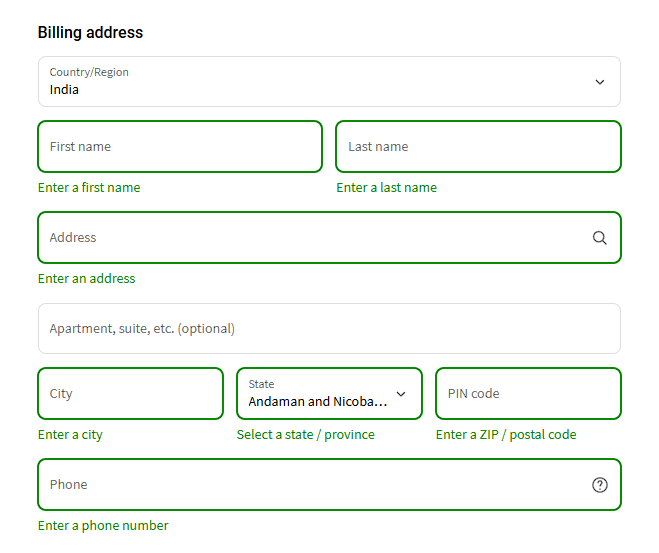 Billing address
Country/Region
India
First name
Last name
Enter a first name
Enter a last name
Address
Enter an address
Apartment, suite, etc. (optional)
City
State
Andaman and Nicoba...
PIN code
Enter a city
Select a state / province
Enter a ZIP / postal code
Phone
Enter a phone number